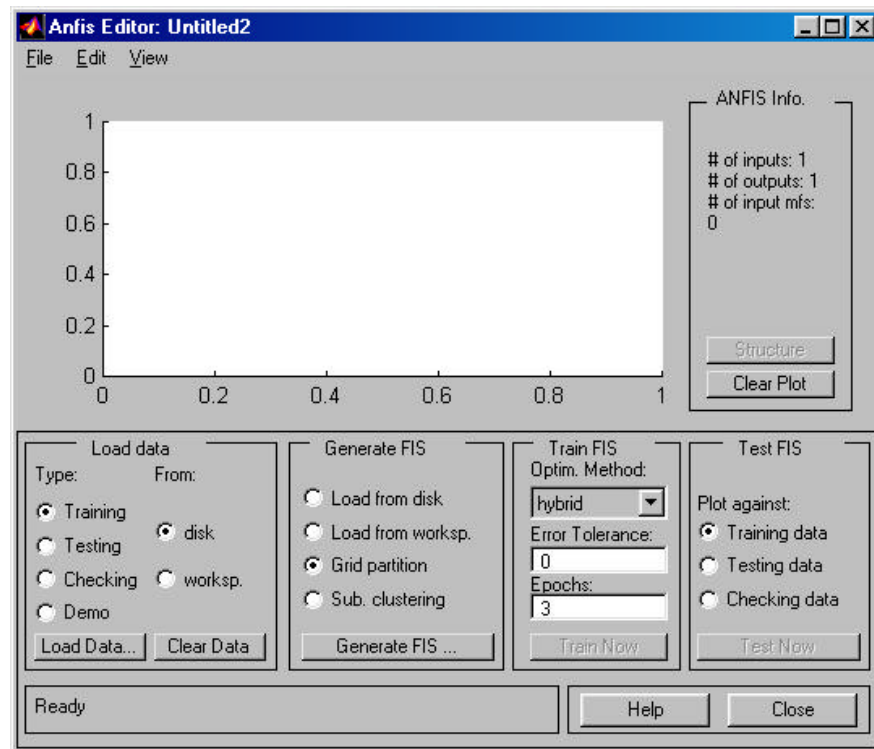 Anfis Editor: Untitled2
File Edit View
ANFIS Info.
# of inputs: 1
# of outputs: 1
# of input mfs:
0
Structure
Clear Plot
1
0.8
0.6
0.4
0.2
0
0 0.2 0.4 0.6 0.8 1
Load data
Type: From:
Training
disk
Testing
Checking
worksp.
Demo
Load Data... Clear Data
Generate FIS
Load from disk
Load from worksp.
Grid partition
Sub. clustering
Generate FIS ...
Train FIS
Optim. Method:
hybrid
Error Tolerance:
0
Epochs:
3
Train Now
Test FIS
Plot against:
Training data
Testing data
Checking data
Test Now
Ready
Help Close